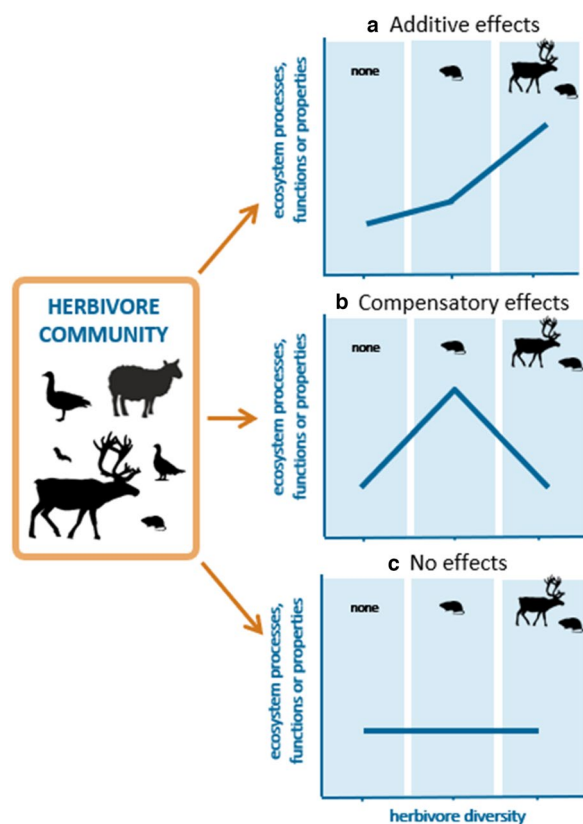 HERBIVORE
COMMUNITY
a Additive effects
ecosystem processes,
functions or properties
none
b Compensatory effects
ecosystem processes,
functions or properties
none
c No effects
ecosystem processes,
functions or properties
none
herbivore diversity